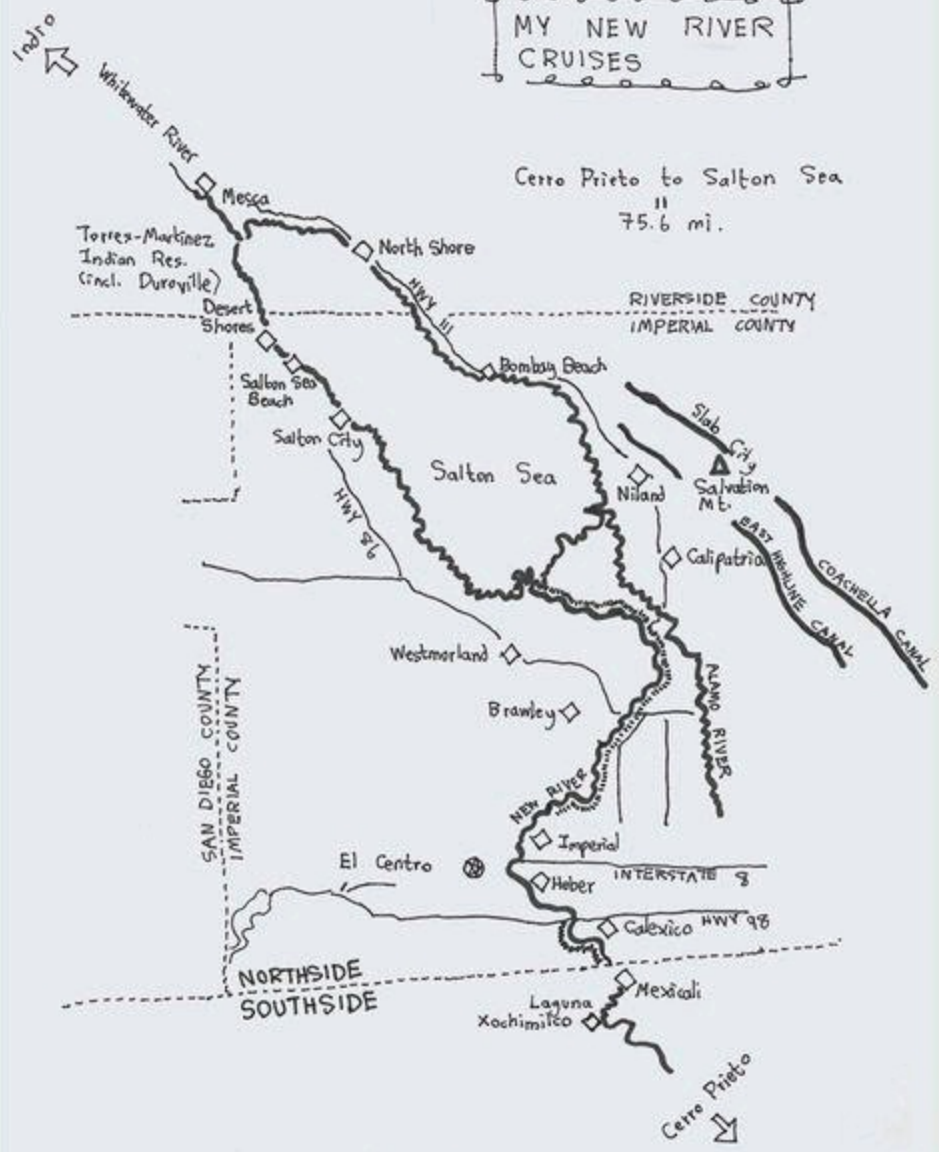 MY NEW RIVER
CRUISES
Indio
Whitewater River
Cerro Prieto to Salton Sea
"
75.6 mi.
Mecca
Torres-Martinez
Indian Res.
(incl. Duroville)
North Shore
HWY 111
RIVERSIDE COUNTY
IMPERIAL COUNTY
Desert
Shores
Salton Sea
Beach
Bombay Beach
Salton City
Slab City
Salton Sea
Niland
Salvation
Mt.
HWY 86
EAST HIGHLINE CANAL
COACHELLA CANAL
Calipatria
Westmorland
Brawley
ALAMO RIVER
SAN DIEGO COUNTY
IMPERIAL COUNTY
NEW RIVER
Imperial
El Centro
INTERSTATE 8
Heber
Calexico
HWY 98
NORTHSIDE
SOUTHSIDE
Mexicali
Laguna
Xochimilco
Cerro Prieto